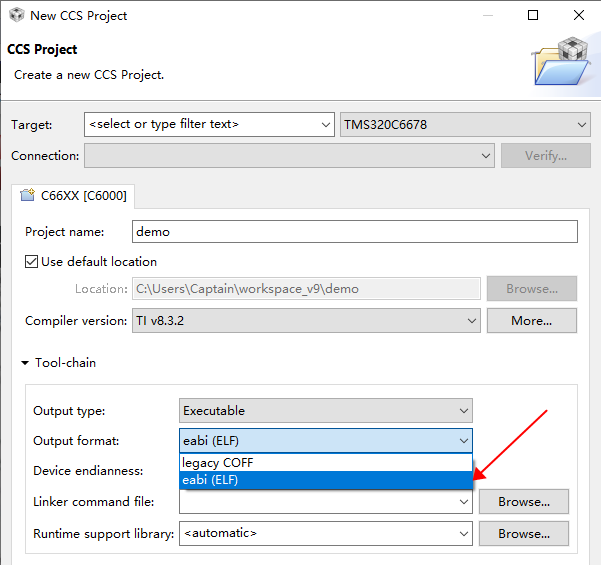 New CCS Project
CCS Project
Create a new CCS Project.
Target: <select or type filter text> TMS320C6678
Connection: Verify...
C66XX [C6000]
Project name: demo
Use default location
Location: C:\Users\Captain\workspace_v9\demo Browse...
Compiler version: TI v8.3.2 More...
Tool-chain
Output type: Executable
Output format: eabi (ELF)
legacy COFF
Device endianness: eabi (ELF)
Linker command file: Browse...
Runtime support library: <automatic> Browse...